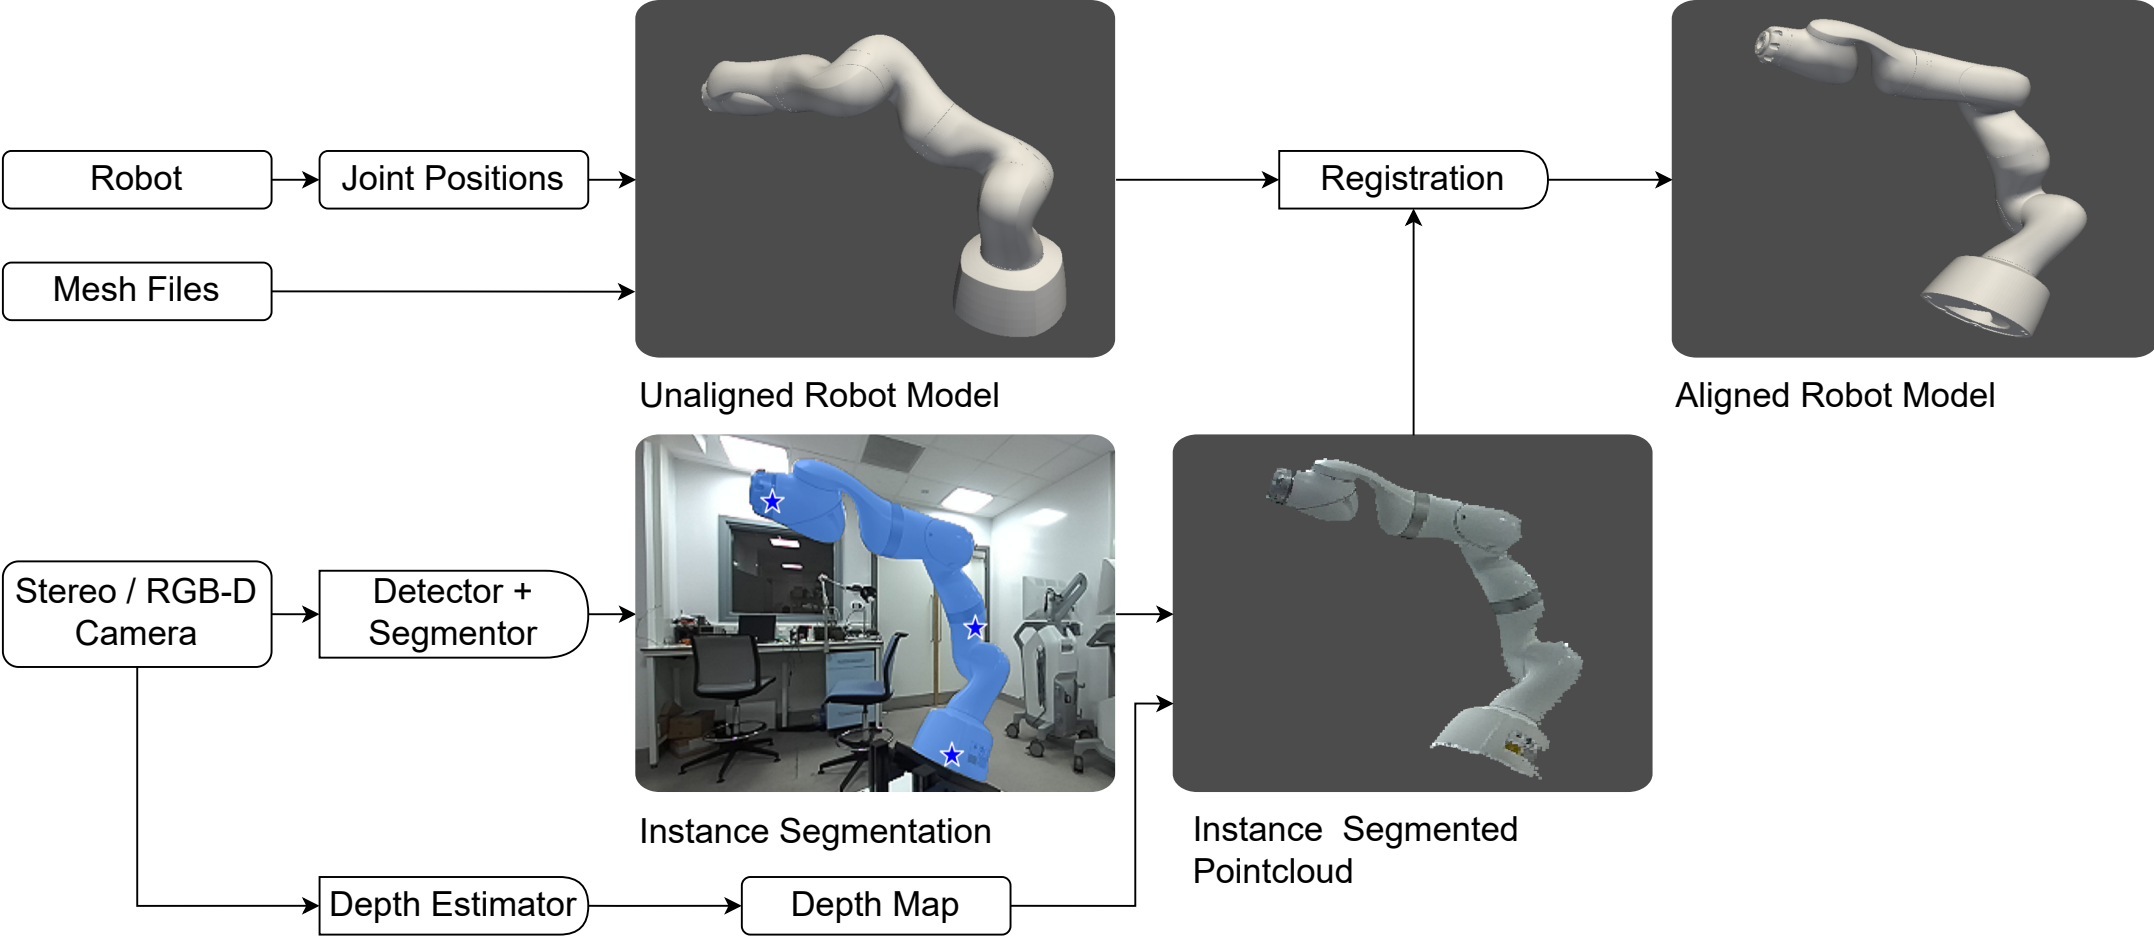 Robot
Joint Positions
Registration
Mesh Files
Unaligned Robot Model
Aligned Robot Model
Stereo / RGB-D
Camera
Detector +
Segmentor
Instance Segmentation
Instance Segmented
Pointcloud
Depth Estimator
Depth Map